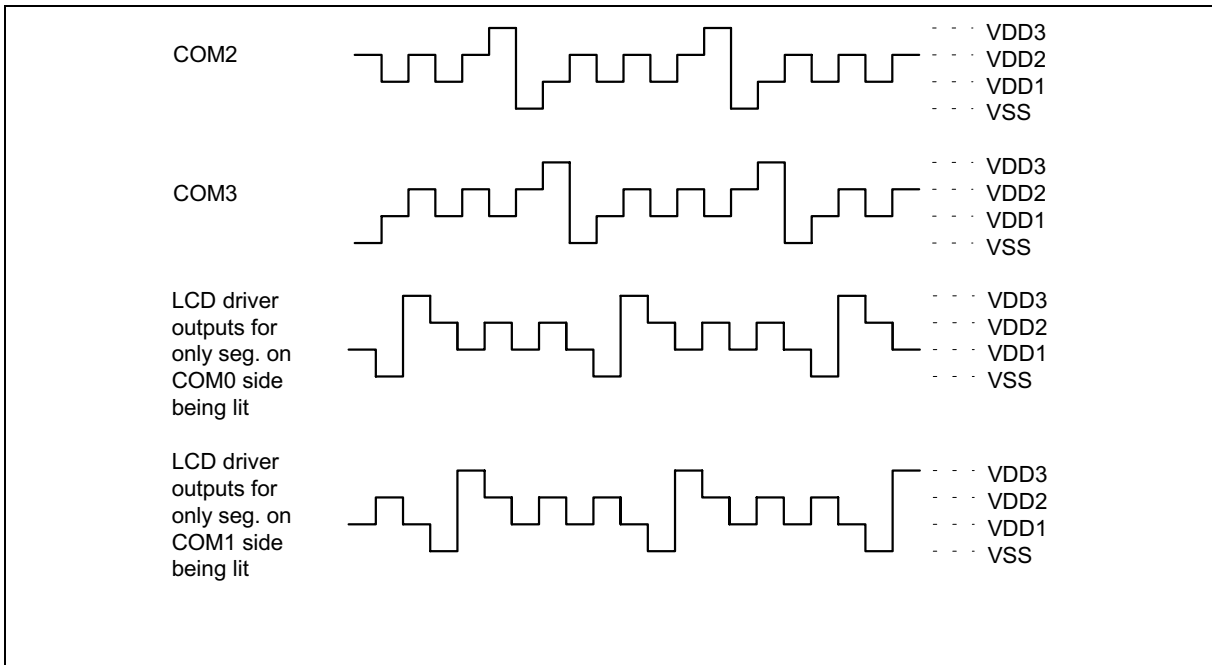 COM2
VDD3
VDD2
VDD1
VSS
COM3
VDD3
VDD2
VDD1
VSS
LCD driver
outputs for
only seg. on
COM0 side
being lit
VDD3
VDD2
VDD1
VSS
LCD driver
outputs for
only seg. on
COM1 side
being lit
VDD3
VDD2
VDD1
VSS